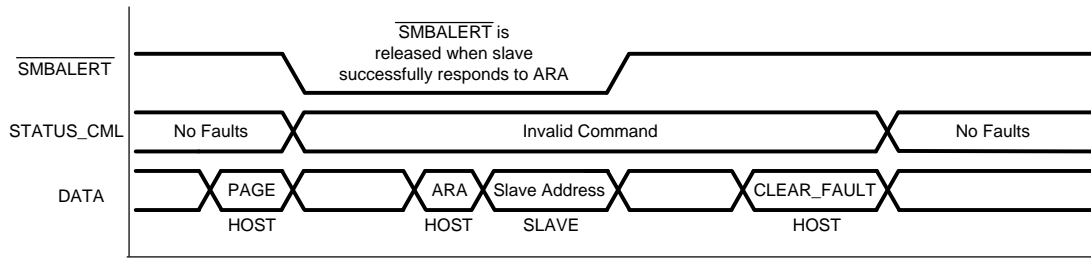 SMBALERT is
released when slave
successfully responds to ARA
SMBALERT
STATUS_CML
No Faults
Invalid Command
No Faults
DATA
PAGE
ARA
Slave Address
CLEAR_FAULT
HOST
HOST
SLAVE
HOST